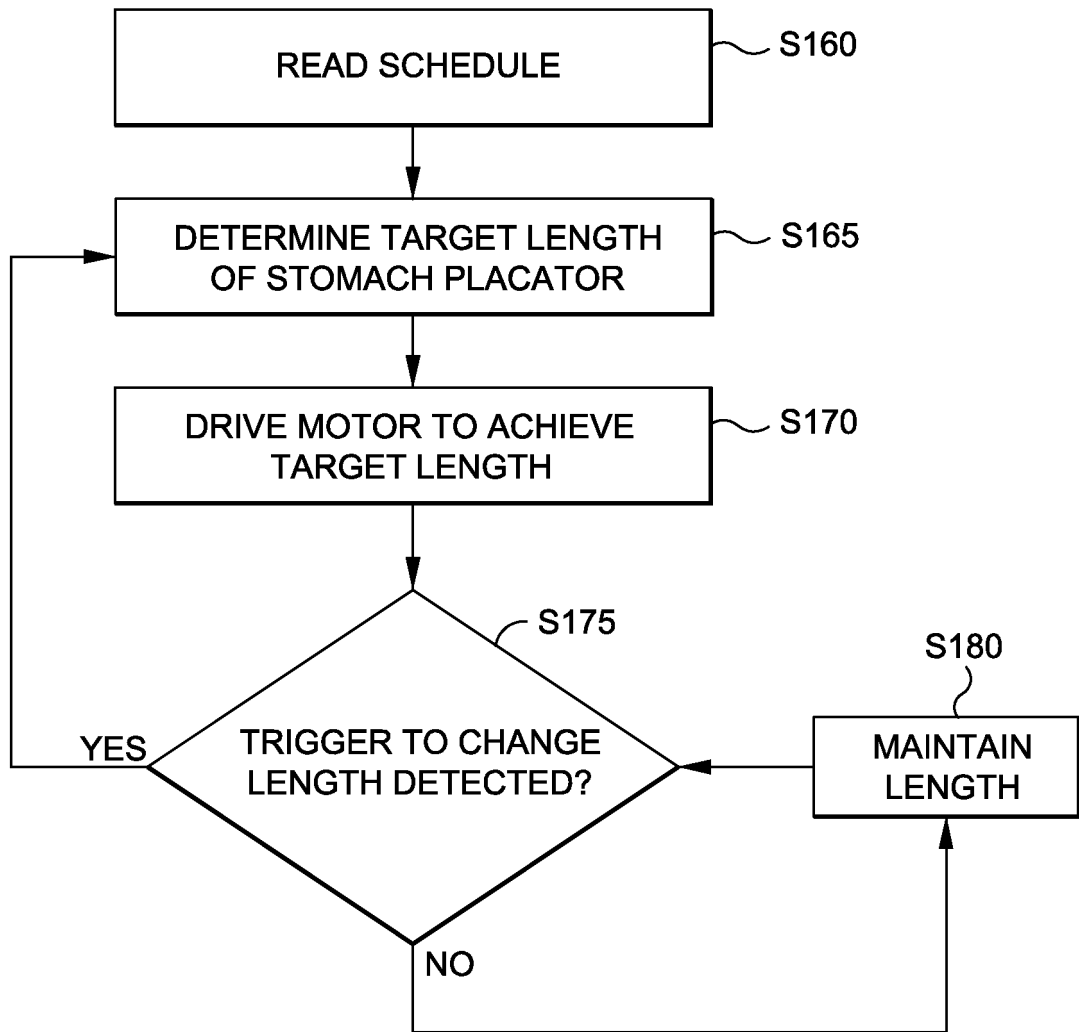 READ SCHEDULE
S160
DETERMINE TARGET LENGTH
OF STOMACH PLACATOR
S165
DRIVE MOTOR TO ACHIEVE
TARGET LENGTH
S170
S175
TRIGGER TO CHANGE
LENGTH DETECTED?
YES
NO
S180
MAINTAIN
LENGTH